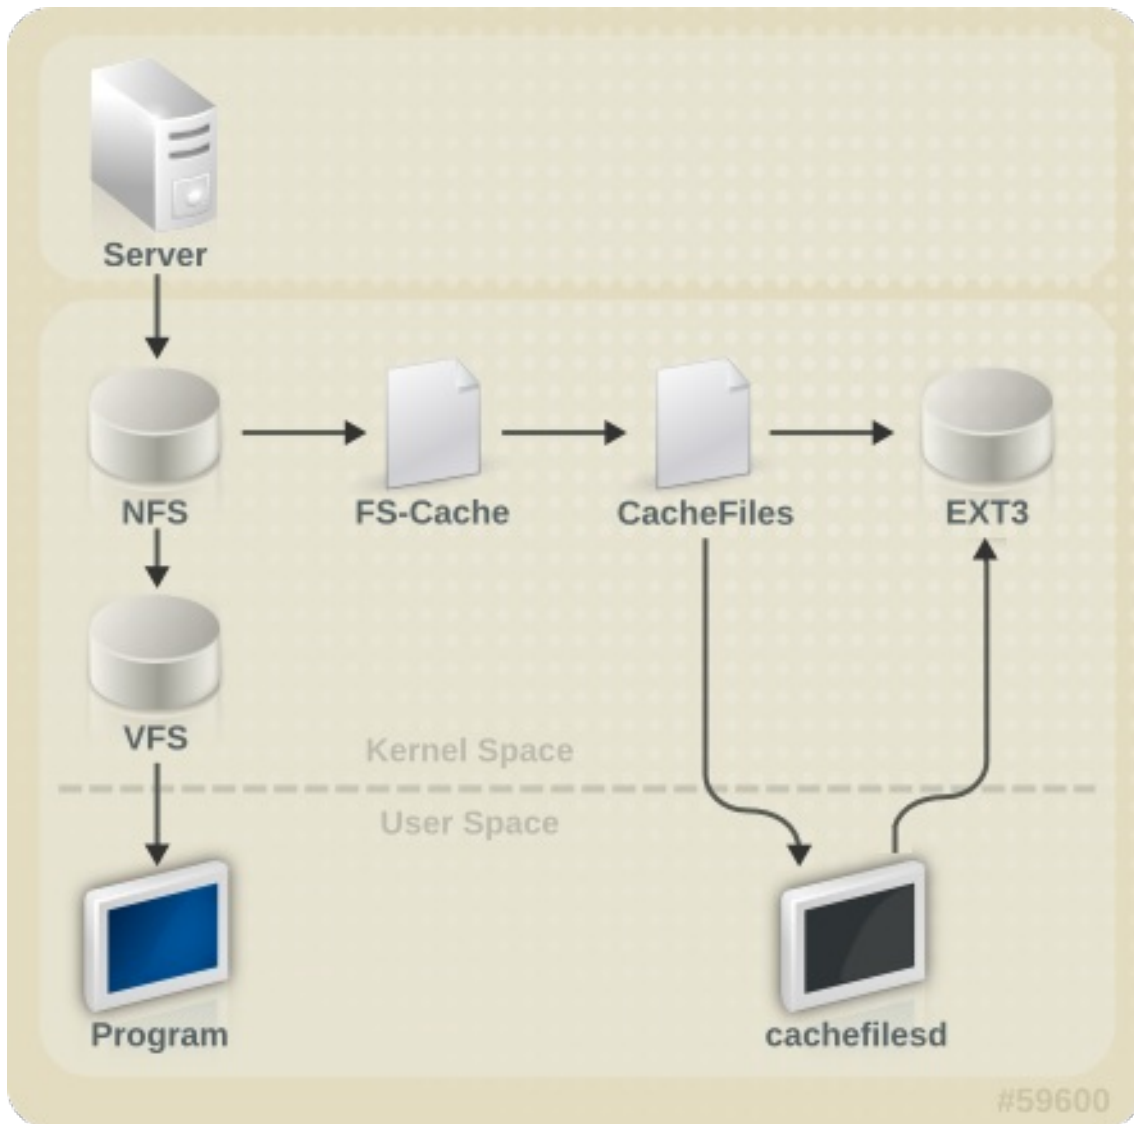 Server
NFS
FS-Cache
CacheFiles
EXT3
VFS
Kernel Space
User Space
Program
cachefilesd
#59600